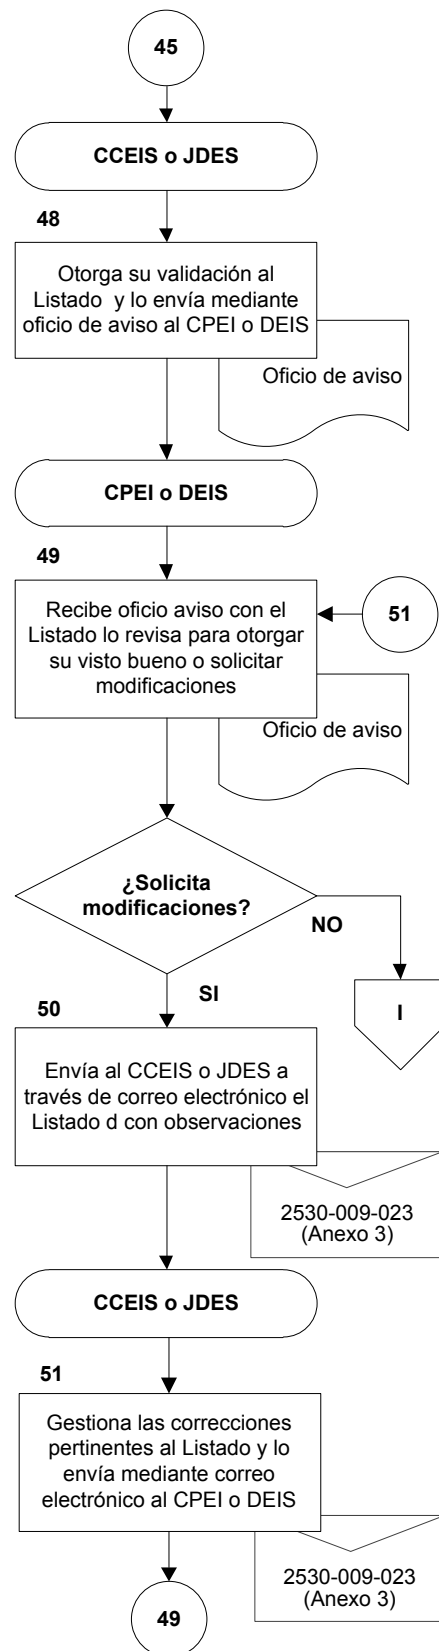 45
CCEIS o JDES
48
Otorga su validación al
Listado y lo envía mediante
oficio de aviso al CPEI o DEIS
Oficio de aviso
CPEI o DEIS
49
Recibe oficio aviso con el
Listado lo revisa para otorgar
su visto bueno o solicitar
modificaciones
51
Oficio de aviso
¿Solicita
modificaciones?
NO
SI
I
50
Envía al CCEIS o JDES a
través de correo electrónico el
Listado d con observaciones
2530-009-023
(Anexo 3)
CCEIS o JDES
51
Gestiona las correcciones
pertinentes al Listado y lo
envía mediante correo
electrónico al CPEI o DEIS
2530-009-023
(Anexo 3)
49